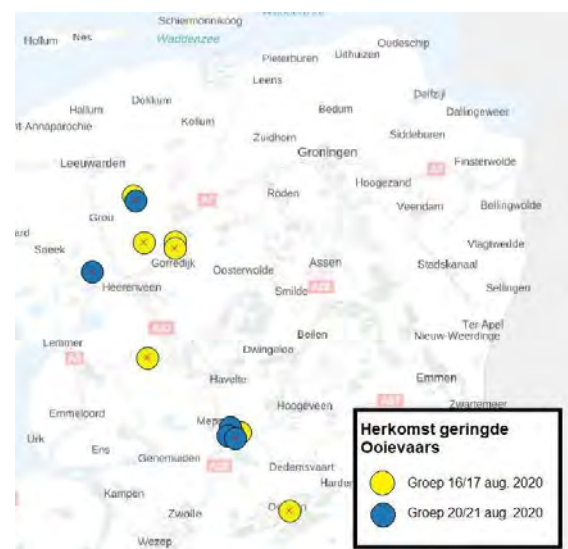 Schiermonnikoog
Waddenzee
Hollum
Nes
Oudeschip
Pieterburen
Uithuizen
Leens
Delfzijl
Hallum
Dokkum
Bedum
Dallingeweer
Kollum
Zuidhorn
Siddeburen
Groningen
Leeuwarden
Finsterwolde
A7
A7
Hoogezand
Roden
Veendam
Bellingwolde
Grou
Sneek
Vlagtwedde
Gorredijk
Oosterwolde
Assen
Stadskanaal
Heerenveen
Smilde
Sellingen
Ter Apel
Beilen
Nieuw-Weerdinge
Lemmer
Dwingeloo
Havelte
Emmen
Hoogeveen
Zwartemeer
Emmeloord
Urk
Ens
Genemuiden
Dedemsvaart
Kampen
Zwolle
Wezep
Herkomst geringde
Ooievaars
Groep 16/17 aug. 2020
Groep 20/21 aug. 2020